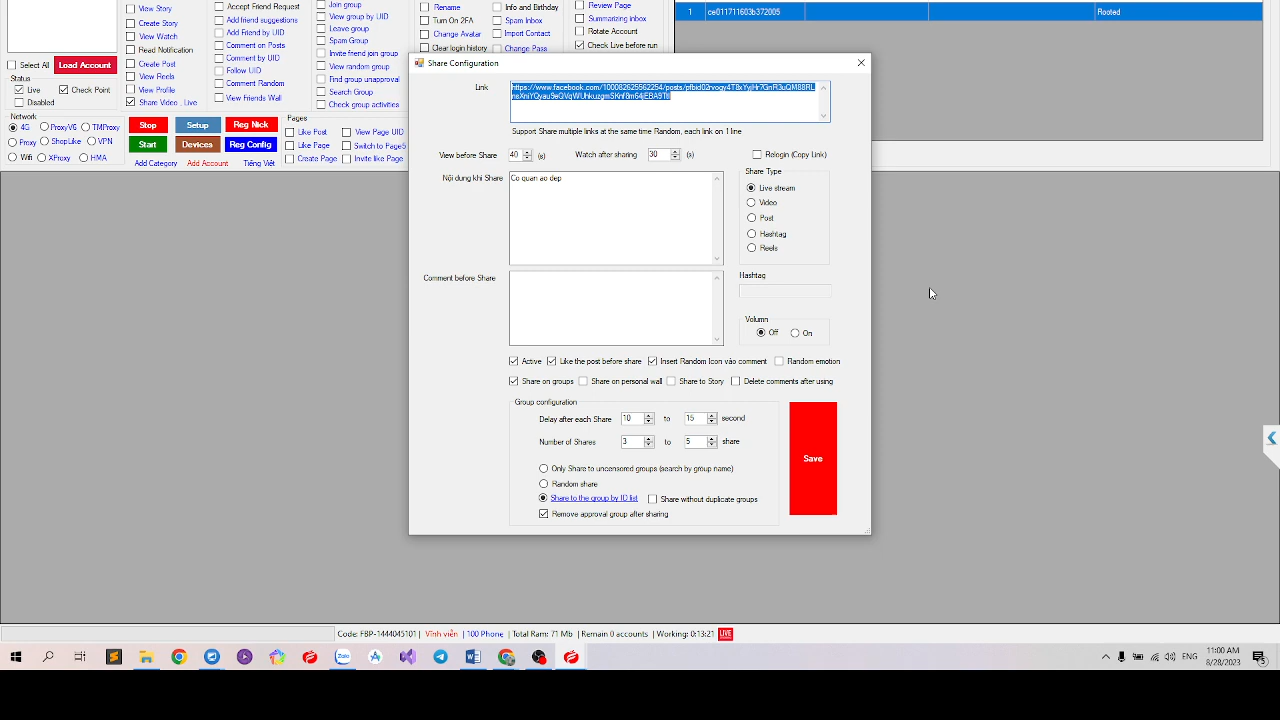 View Story
Create Story
View Watch
Read Notification
Create Post
View Reels
View Profile
Share Video , Live
Accept Friend Request
Add friend suggestions
Add Friend by UID
Comment on Posts
Comment by UID
Follow UID
Comment Random
View Friends Wall
Join group
View group by UID
Leave group
Spam Group
Invite friend join group
View random group
Find group unapproval
Search Group
Check group activities
Rename
Turn On 2FA
Change Avatar
Clear login history
Info and Birthday
Spam Inbox
Import Contact
Change Pass
Review Page
Summarizing inbox
Rotate Account
Check Live before run
1 ce011711603b372005 Rooted
Select All Load Account
Status
Live Check Point
Disabled
Network
4G ProxyV6 TMProxy
Proxy ShopLike VPN
Wifi XProxy HMA
Stop Setup Reg Nick
Start Devices Reg Config
Add Category Add Account Tiếng Việt
Pages
Like Post View Page UID
Like Page Switch to Page5
Create Page Invite like Page
Share Configuration
Link
Support Share multiple links at the same time Random, each link on 1 line
View before Share 40 (s) Watch after sharing 30 (s) Relogin (Copy Link)
Nội dung khi Share Co quan ao dep
Share Type
Live stream
Video
Post
Hashtag
Reels
Comment before Share
Hashtag
Volumn
Off On
Active Like the post before share Insert Random Icon vào comment Random emotion
Share on groups Share on personal wall Share to Story Delete comments after using
Group configuration
Delay after each Share 10 to 15 second
Number of Shares 3 to 5 share
Only Share to uncensored groups (search by group name)
Random share
Share to the group by ID list Share without duplicate groups
Remove approval group after sharing
Save
Code: FBP-1444045101 | Vĩnh viễn | 100 Phone | Total Ram: 71 Mb | Remain 0 accounts | Working: 0:13:21 LIVE
Zalo
ENG
11:00 AM
8/28/2023